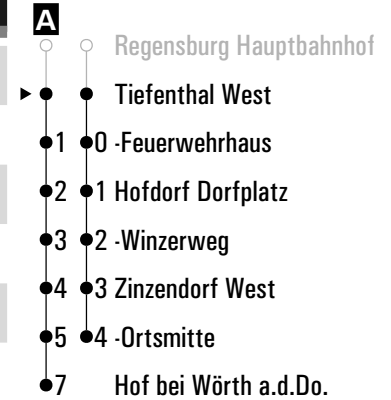 A
Regensburg Hauptbahnhof
Tiefenthal West
1 0 -Feuerwehrhaus
2 1 Hofdorf Dorfplatz
3 2 -Winzerweg
4 3 Zinzendorf West
5 4 -Ortsmitte
7 Hof bei Wörth a.d.Do.